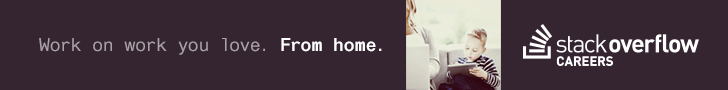 Work on work you love. From home.
stackoverflow
CAREERS